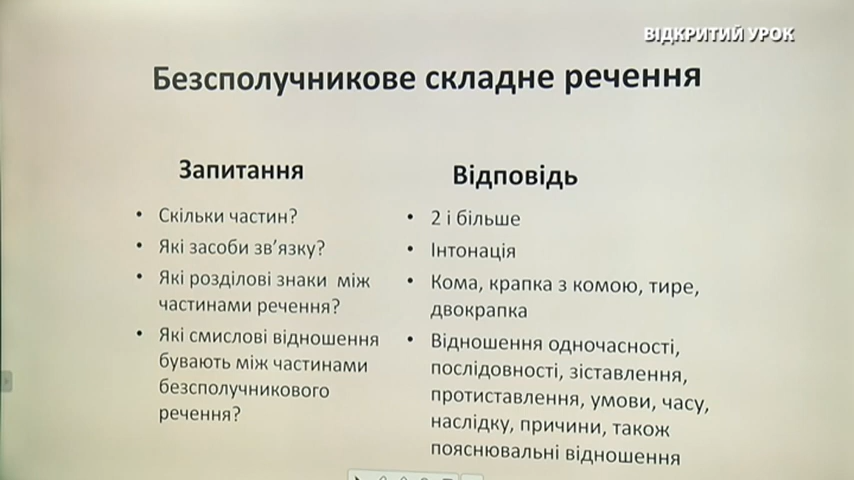 ВІДКРИТИЙ УРОК
Безсполучникове складне речення
Запитання
• Скільки частин?
• Які засоби зв’язку?
• Які розділові знаки між
частинами речення?
• Які смислові відношення
бувають між частинами
безсполучникового
речення?
Відповідь
• 2 і більше
• Інтонація
• Кома, крапка з комою, тире,
двокрапка
• Відношення одночасності,
послідовності, зіставлення,
протиставлення, умови, часу,
наслідку, причини, також
пояснювальні відношення